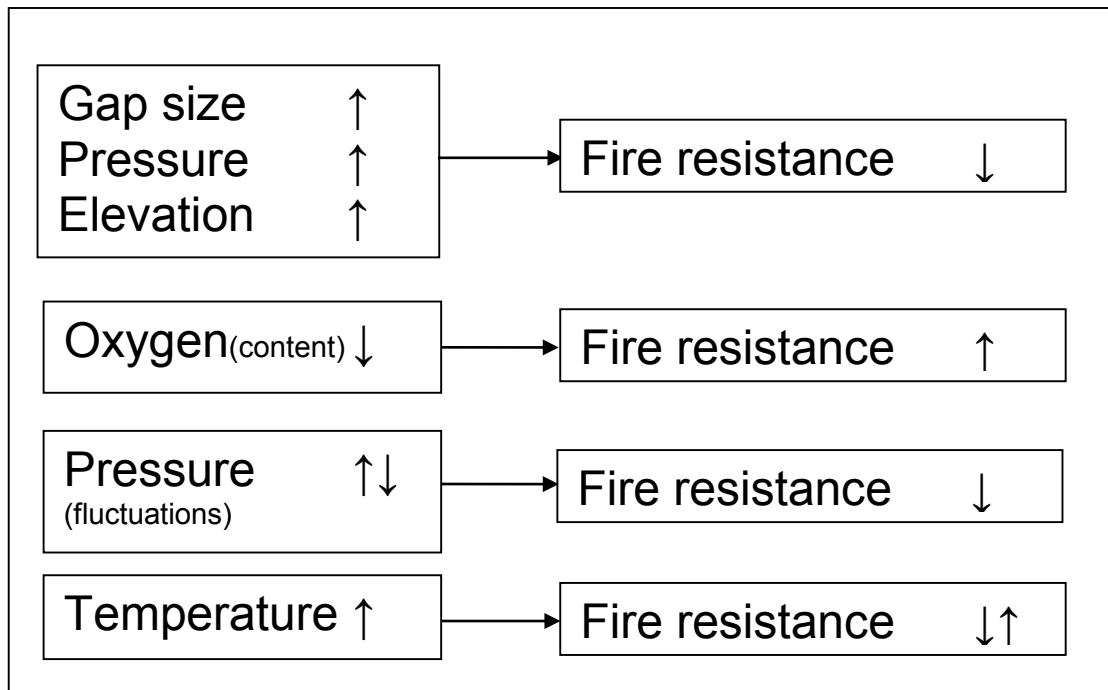 Gap size ↑
Pressure ↑
Elevation ↑
Fire resistance ↓
Oxygen(content) ↓
Fire resistance ↑
Pressure ↑↓
(fluctuations)
Fire resistance ↓
Temperature ↑
Fire resistance ↓↑